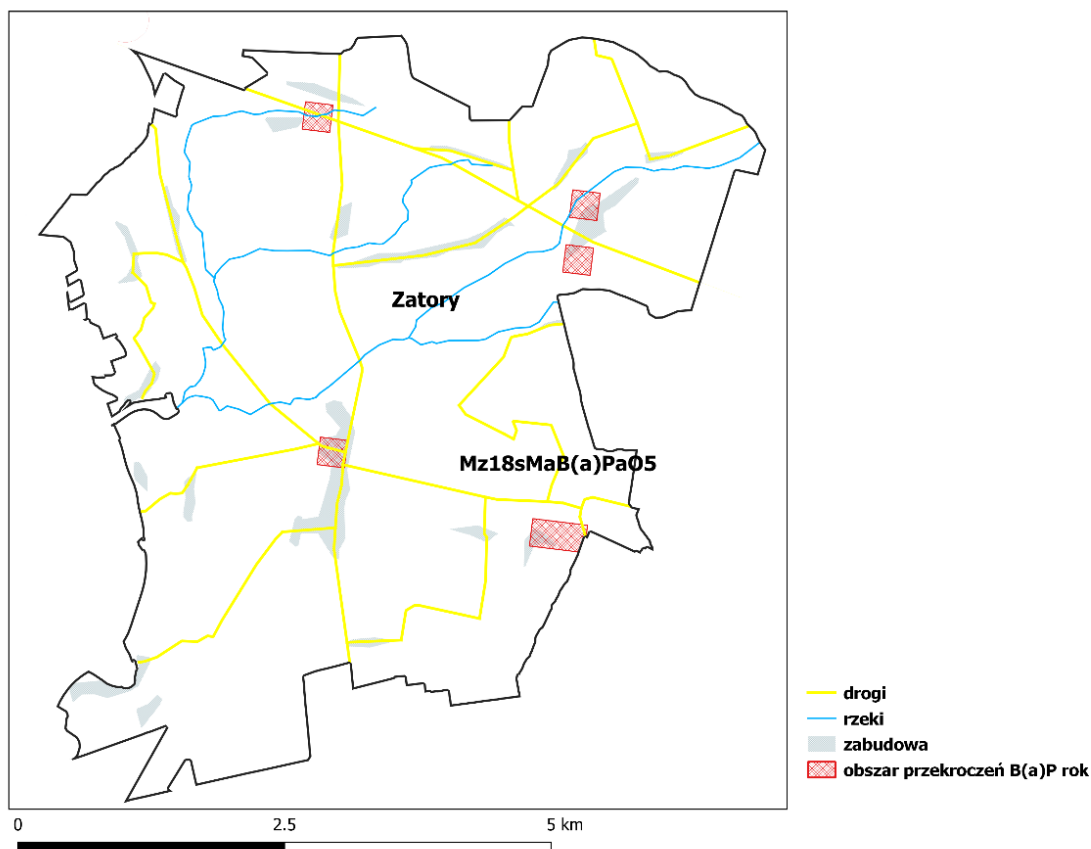 Zatory
Mz18sMaB(a)PaO5
drogi
rzeki
zabudowa
obszar przekroczeń B(a)P rok
0 2.5 5 km